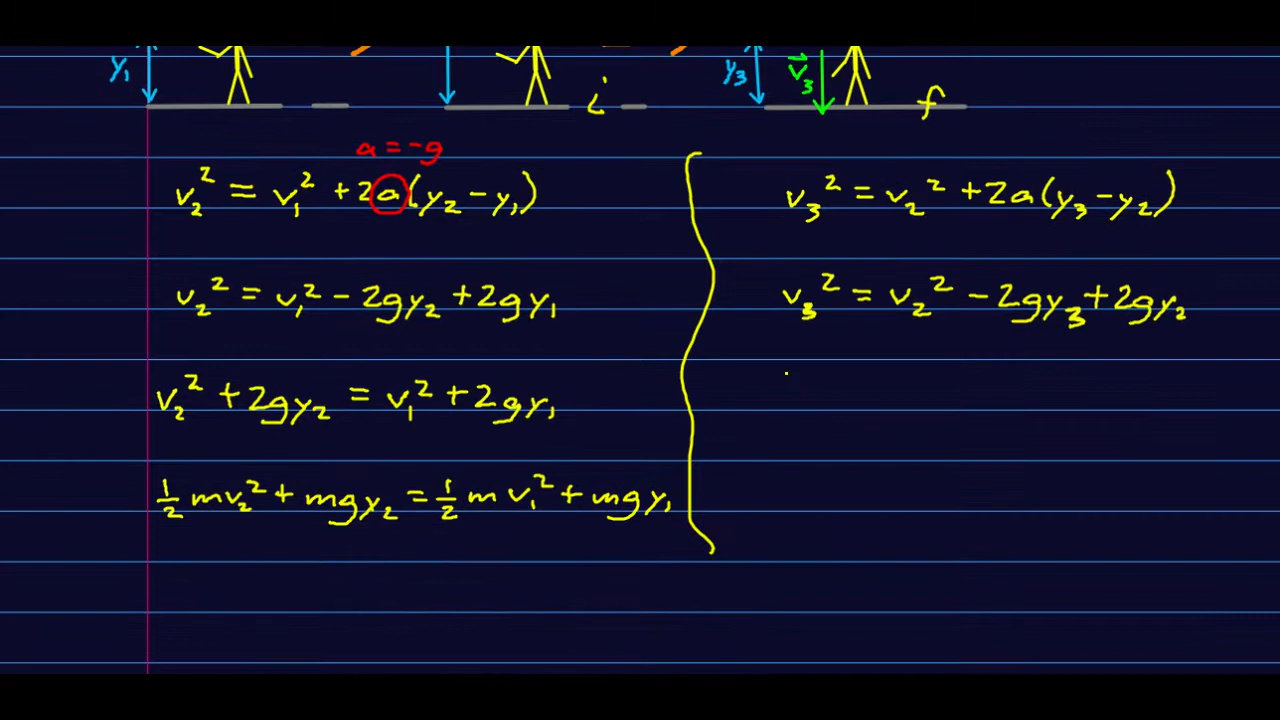 y₁ y₃ v⃗₃
i f
a = -g
v₂² = v₁² + 2a(y₂ - y₁)
v₂² = v₁² - 2gy₂ + 2gy₁
v₂² + 2gy₂ = v₁² + 2gy₁
½mv₂² + mgy₂ = ½mv₁² + mgy₁
v₃² = v₂² + 2a(y₃ - y₂)
v₃² = v₂² - 2gy₃ + 2gy₂